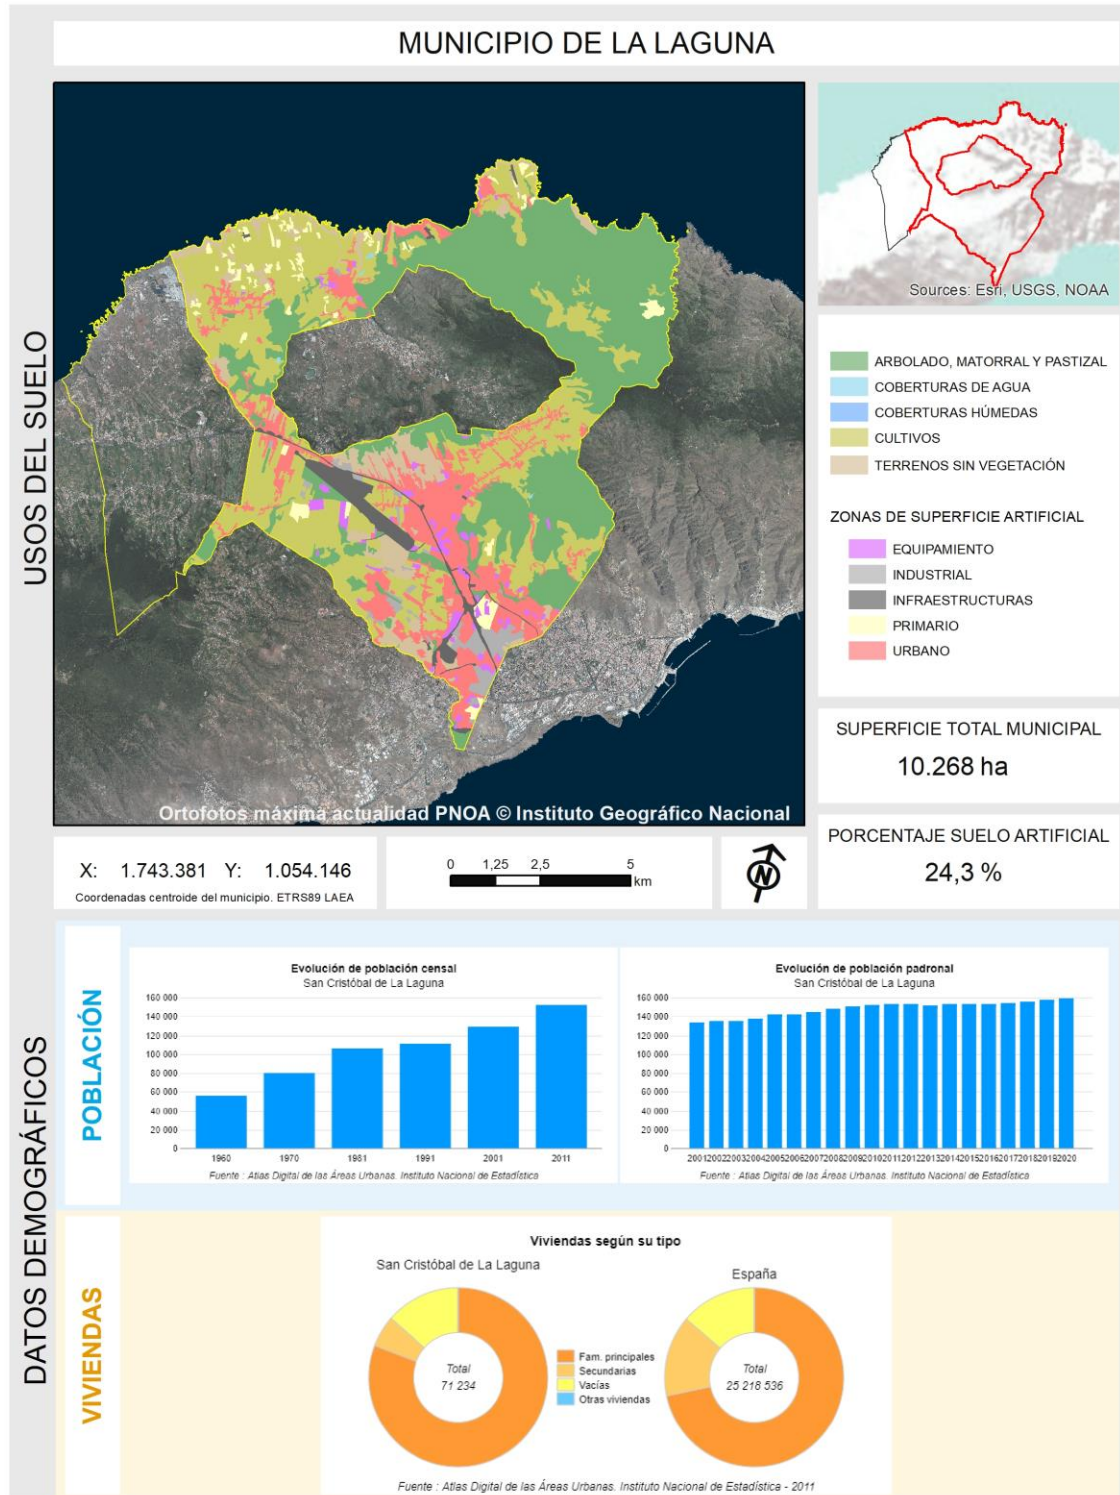 MUNICIPIO DE LA LAGUNA
USOS DEL SUELO
Ortofotos máxima actualidad PNOA © Instituto Geográfico Nacional
Sources: Esri, USGS, NOAA
ARBOLADO, MATORRAL Y PASTIZAL
COBERTURAS DE AGUA
COBERTURAS HÚMEDAS
CULTIVOS
TERRENOS SIN VEGETACIÓN
ZONAS DE SUPERFICIE ARTIFICIAL
EQUIPAMIENTO
INDUSTRIAL
INFRAESTRUCTURAS
PRIMARIO
URBANO
SUPERFICIE TOTAL MUNICIPAL
10.268 ha
PORCENTAJE SUELO ARTIFICIAL
24,3 %
X: 1.743.381 Y: 1.054.146
Coordenadas centroide del municipio. ETRS89 LAEA
0 1,25 2,5 5
km
N
DATOS DEMOGRÁFICOS
POBLACIÓN
Evolución de población censal
San Cristóbal de La Laguna
160 000
140 000
120 000
100 000
80 000
60 000
40 000
20 000
0
1960 1970 1981 1991 2001 2011
Fuente : Atlas Digital de las Áreas Urbanas. Instituto Nacional de Estadística
Evolución de población padronal
San Cristóbal de La Laguna
160 000
140 000
120 000
100 000
80 000
60 000
40 000
20 000
0
2001 2002 2003 2004 2005 2006 2007 2008 2009 2010 2011 2012 2013 2014 2015 2016 2017 2018 2019 2020
Fuente : Atlas Digital de las Áreas Urbanas. Instituto Nacional de Estadística
VIVIENDAS
Viviendas según su tipo
San Cristóbal de La Laguna
Total
71 234
Fam. principales
Secundarias
Vacías
Otras viviendas
España
Total
25 218 536
Fuente : Atlas Digital de las Áreas Urbanas. Instituto Nacional de Estadística - 2011